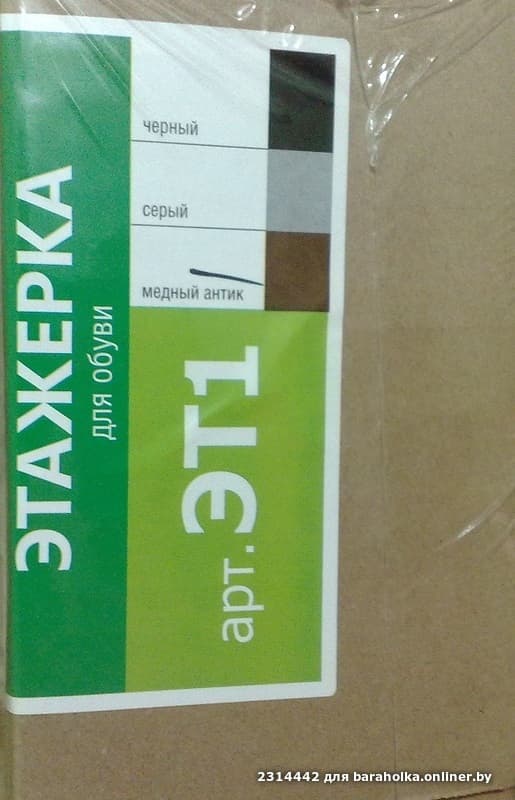 ЭТАЖЕРКА
для обуви
черный
серый
медный антик
арт. ЭТ1
2314442 для baraholka.onliner.by